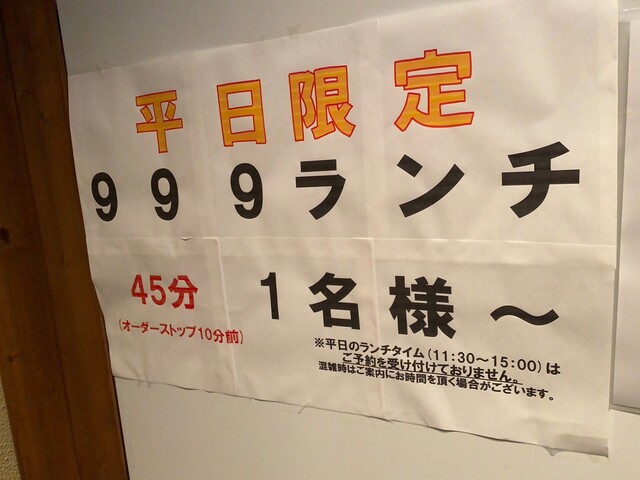 平日限定
999ランチ
45分
(オーダーストップ10分前)
1名様～
※平日のランチタイム(11:30～15:00)は
ご予約を受け付けておりません。
混雑時はご案内にお時間を頂く場合がございます。